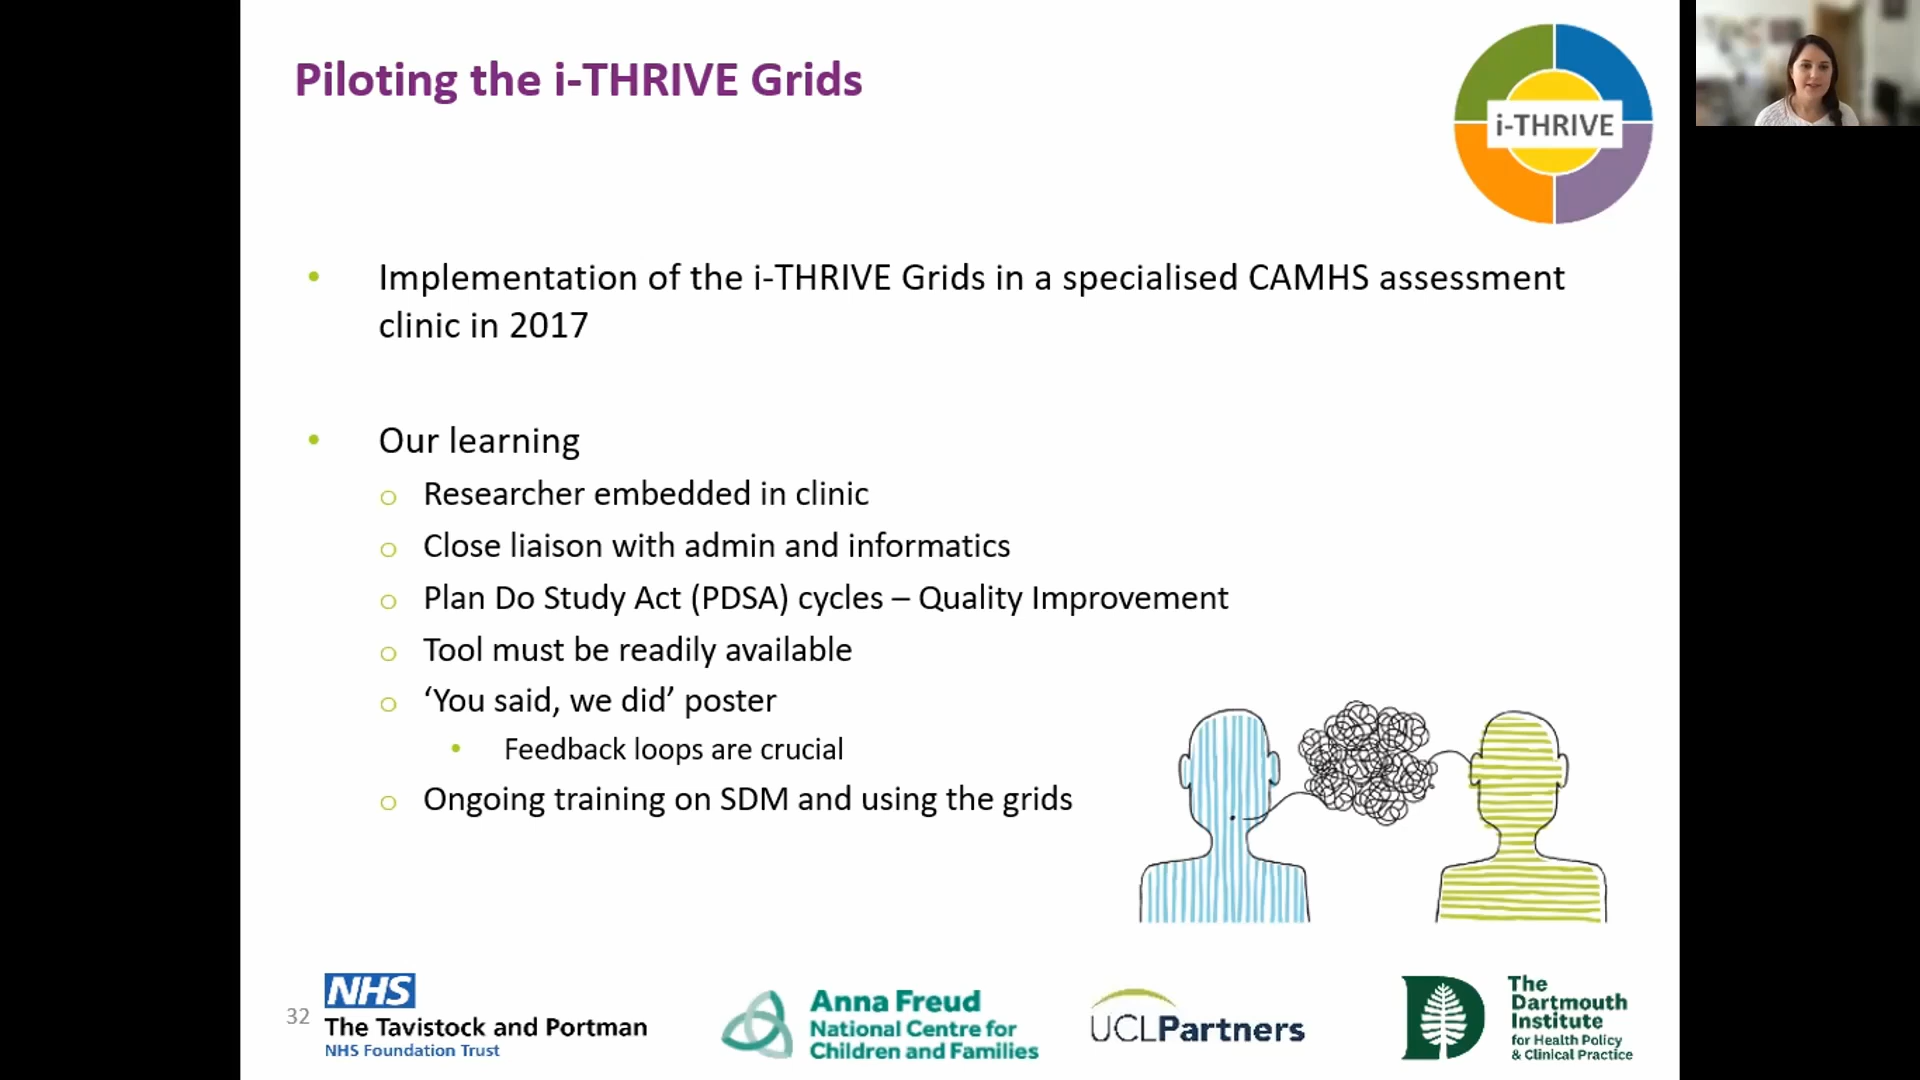 Piloting the i-THRIVE Grids
i-THRIVE
• Implementation of the i-THRIVE Grids in a specialised CAMHS assessment
clinic in 2017
• Our learning
o Researcher embedded in clinic
o Close liaison with admin and informatics
o Plan Do Study Act (PDSA) cycles – Quality Improvement
o Tool must be readily available
o ‘You said, we did’ poster
• Feedback loops are crucial
o Ongoing training on SDM and using the grids
32
NHS
The Tavistock and Portman
NHS Foundation Trust
Anna Freud
National Centre for
Children and Families
UCLPartners
The
Dartmouth
Institute
for Health Policy
& Clinical Practice